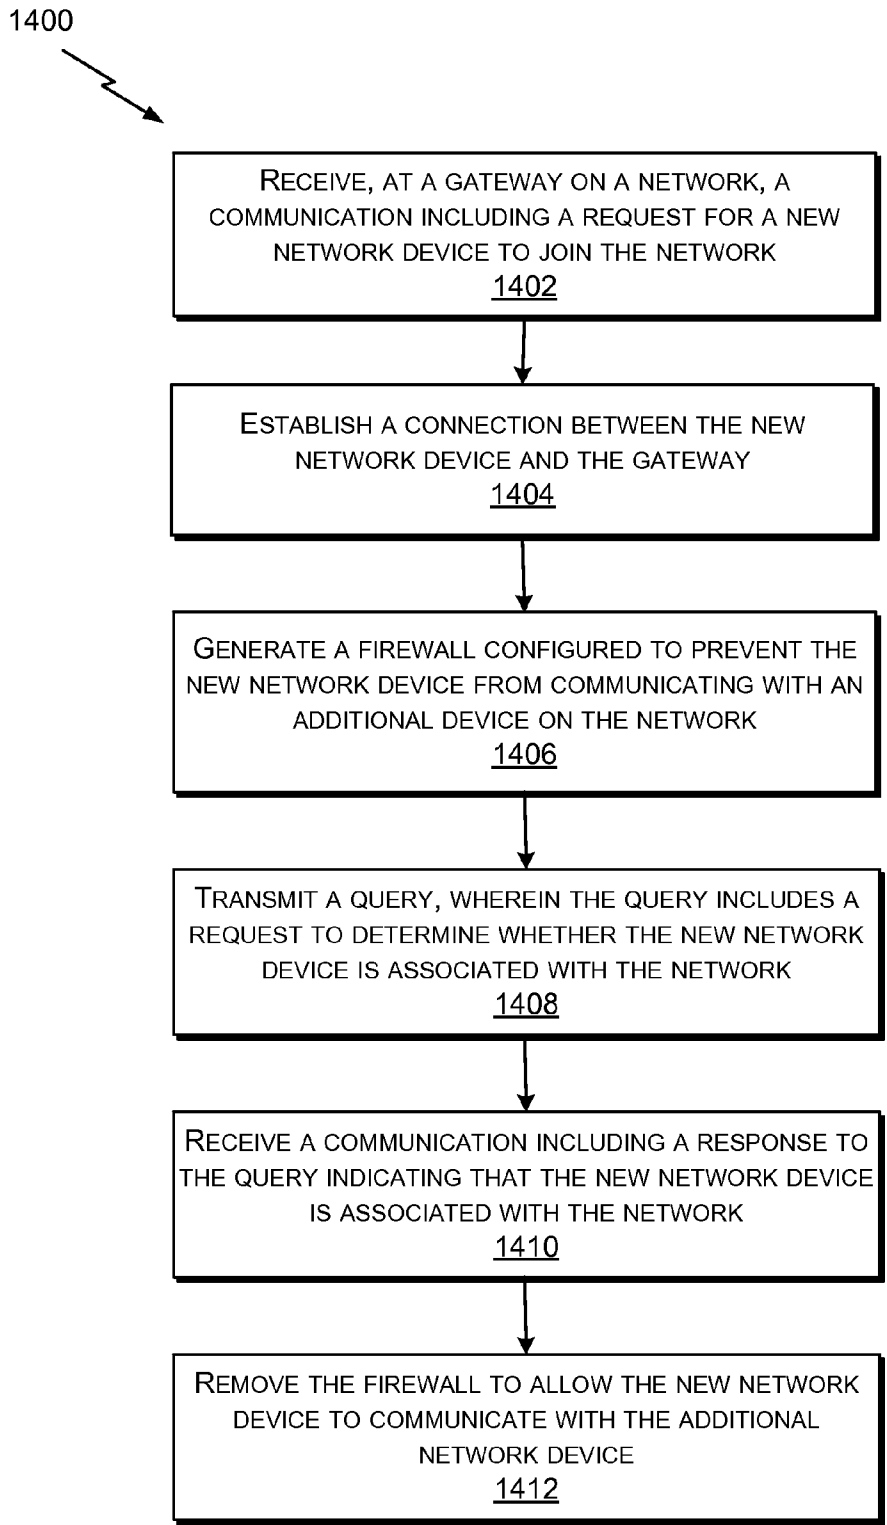 1400
RECEIVE, AT A GATEWAY ON A NETWORK, A
COMMUNICATION INCLUDING A REQUEST FOR A NEW
NETWORK DEVICE TO JOIN THE NETWORK
1402
ESTABLISH A CONNECTION BETWEEN THE NEW
NETWORK DEVICE AND THE GATEWAY
1404
GENERATE A FIREWALL CONFIGURED TO PREVENT THE
NEW NETWORK DEVICE FROM COMMUNICATING WITH AN
ADDITIONAL DEVICE ON THE NETWORK
1406
TRANSMIT A QUERY, WHEREIN THE QUERY INCLUDES A
REQUEST TO DETERMINE WHETHER THE NEW NETWORK
DEVICE IS ASSOCIATED WITH THE NETWORK
1408
RECEIVE A COMMUNICATION INCLUDING A RESPONSE TO
THE QUERY INDICATING THAT THE NEW NETWORK DEVICE
IS ASSOCIATED WITH THE NETWORK
1410
REMOVE THE FIREWALL TO ALLOW THE NEW NETWORK
DEVICE TO COMMUNICATE WITH THE ADDITIONAL
NETWORK DEVICE
1412